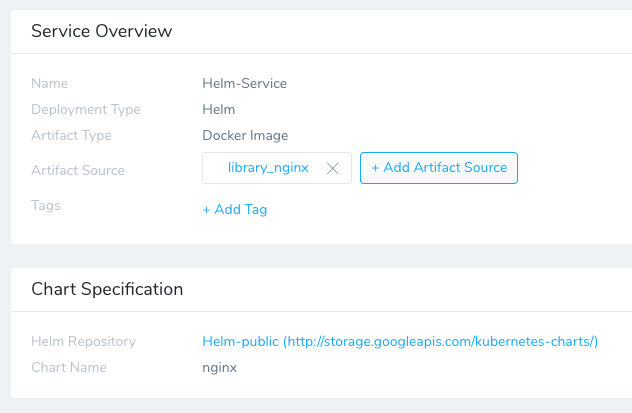 Service Overview
Name Helm-Service
Deployment Type Helm
Artifact Type Docker Image
Artifact Source library_nginx + Add Artifact Source
Tags + Add Tag
Chart Specification
Helm Repository Helm-public (http://storage.googleapis.com/kubernetes-charts/)
Chart Name nginx